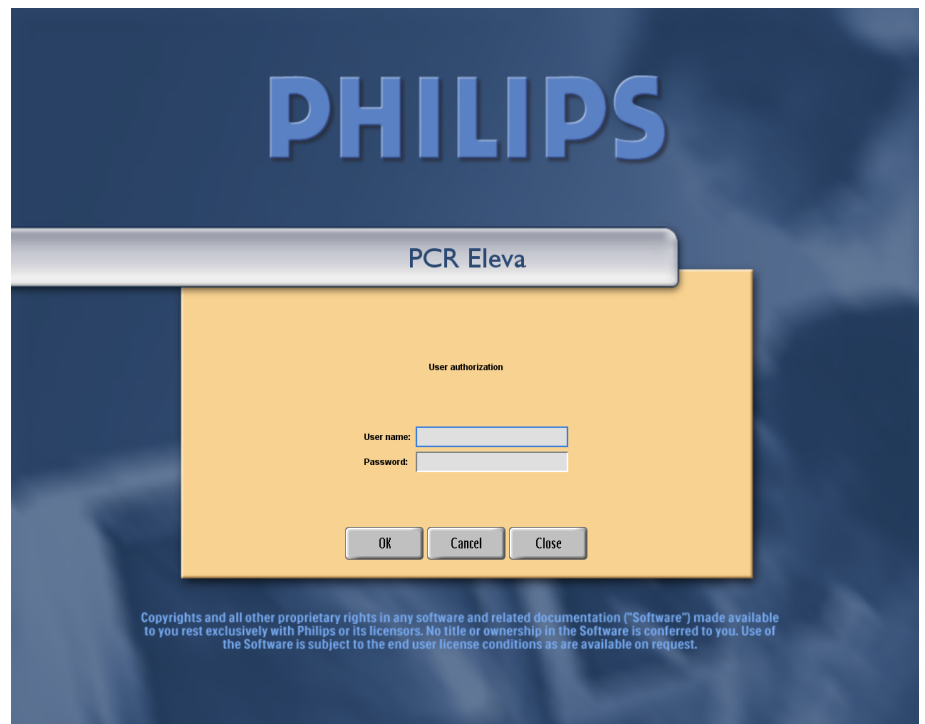 PHILIPS
PCR Eleva
User authorization
User name:
Password:
OK Cancel Close
Copyrights and all other proprietary rights in any software and related documentation ("Software") made available
to you rest exclusively with Philips or its licensors. No title or ownership in the Software is conferred to you. Use of
the Software is subject to the end user license conditions as are available on request.